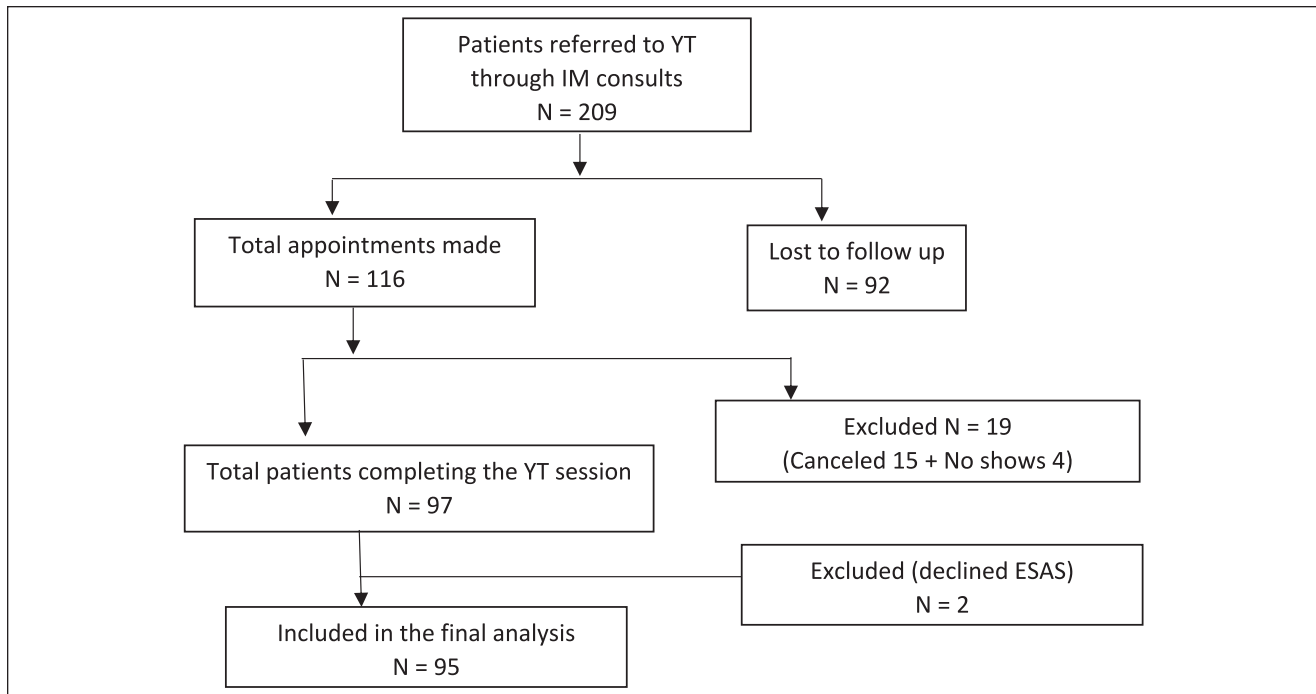 Patients referred to YT
through IM consults
N = 209
Total appointments made
N = 116
Lost to follow up
N = 92
Excluded N = 19
(Canceled 15 + No shows 4)
Total patients completing the YT session
N = 97
Excluded (declined ESAS)
N = 2
Included in the final analysis
N = 95